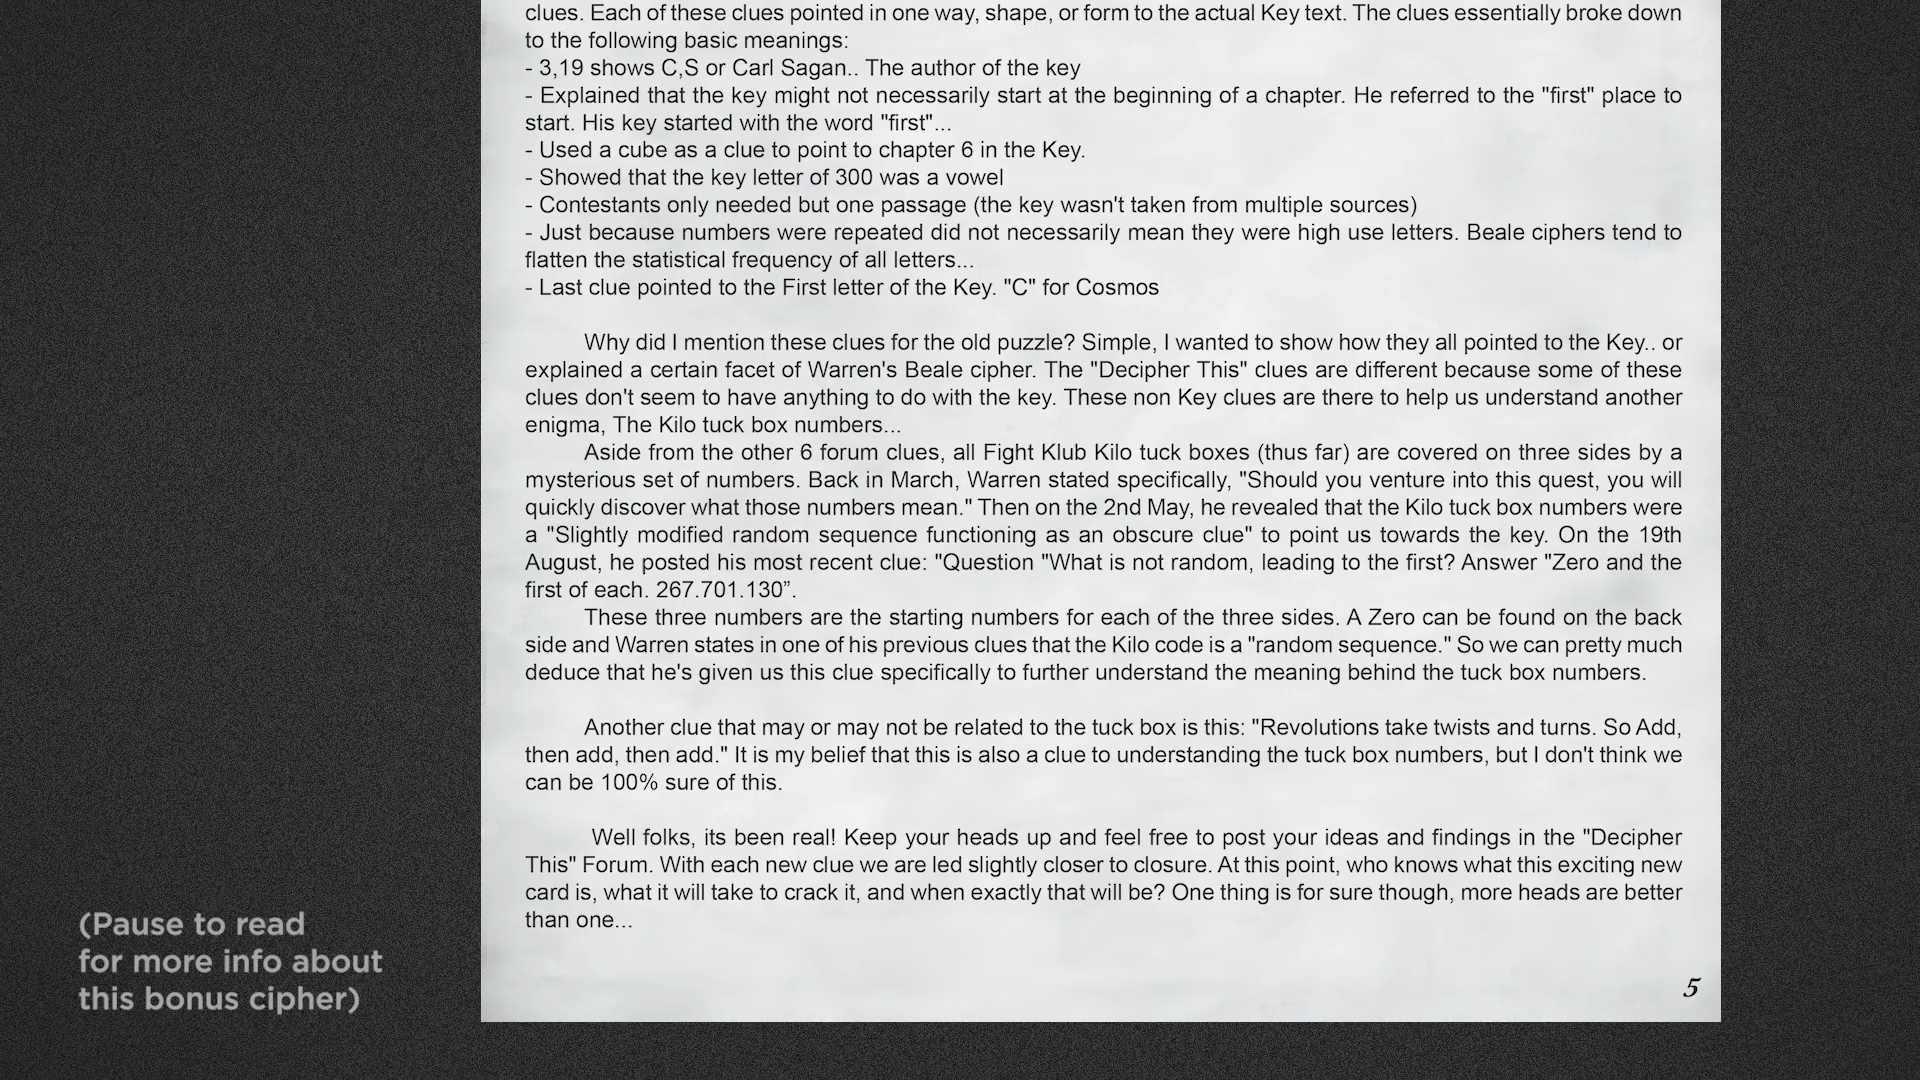 clues. Each of these clues pointed in one way, shape, or form to the actual Key text. The clues essentially broke down
to the following basic meanings:
- 3,19 shows C,S or Carl Sagan.. The author of the key
- Explained that the key might not necessarily start at the beginning of a chapter. He referred to the "first" place to
start. His key started with the word "first"...
- Used a cube as a clue to point to chapter 6 in the Key.
- Showed that the key letter of 300 was a vowel
- Contestants only needed but one passage (the key wasn't taken from multiple sources)
- Just because numbers were repeated did not necessarily mean they were high use letters. Beale ciphers tend to
flatten the statistical frequency of all letters...
- Last clue pointed to the First letter of the Key. "C" for Cosmos
Why did I mention these clues for the old puzzle? Simple, I wanted to show how they all pointed to the Key.. or
explained a certain facet of Warren's Beale cipher. The "Decipher This" clues are different because some of these
clues don't seem to have anything to do with the key. These non Key clues are there to help us understand another
enigma, The Kilo tuck box numbers...
Aside from the other 6 forum clues, all Fight Klub Kilo tuck boxes (thus far) are covered on three sides by a
mysterious set of numbers. Back in March, Warren stated specifically, "Should you venture into this quest, you will
quickly discover what those numbers mean." Then on the 2nd May, he revealed that the Kilo tuck box numbers were
a "Slightly modified random sequence functioning as an obscure clue" to point us towards the key. On the 19th
August, he posted his most recent clue: "Question "What is not random, leading to the first? Answer "Zero and the
first of each. 267.701.130”.
These three numbers are the starting numbers for each of the three sides. A Zero can be found on the back
side and Warren states in one of his previous clues that the Kilo code is a "random sequence." So we can pretty much
deduce that he's given us this clue specifically to further understand the meaning behind the tuck box numbers.
Another clue that may or may not be related to the tuck box is this: "Revolutions take twists and turns. So Add,
then add, then add." It is my belief that this is also a clue to understanding the tuck box numbers, but I don't think we
can be 100% sure of this.
Well folks, its been real! Keep your heads up and feel free to post your ideas and findings in the "Decipher
This" Forum. With each new clue we are led slightly closer to closure. At this point, who knows what this exciting new
card is, what it will take to crack it, and when exactly that will be? One thing is for sure though, more heads are better
than one...
5
(Pause to read
for more info about
this bonus cipher)